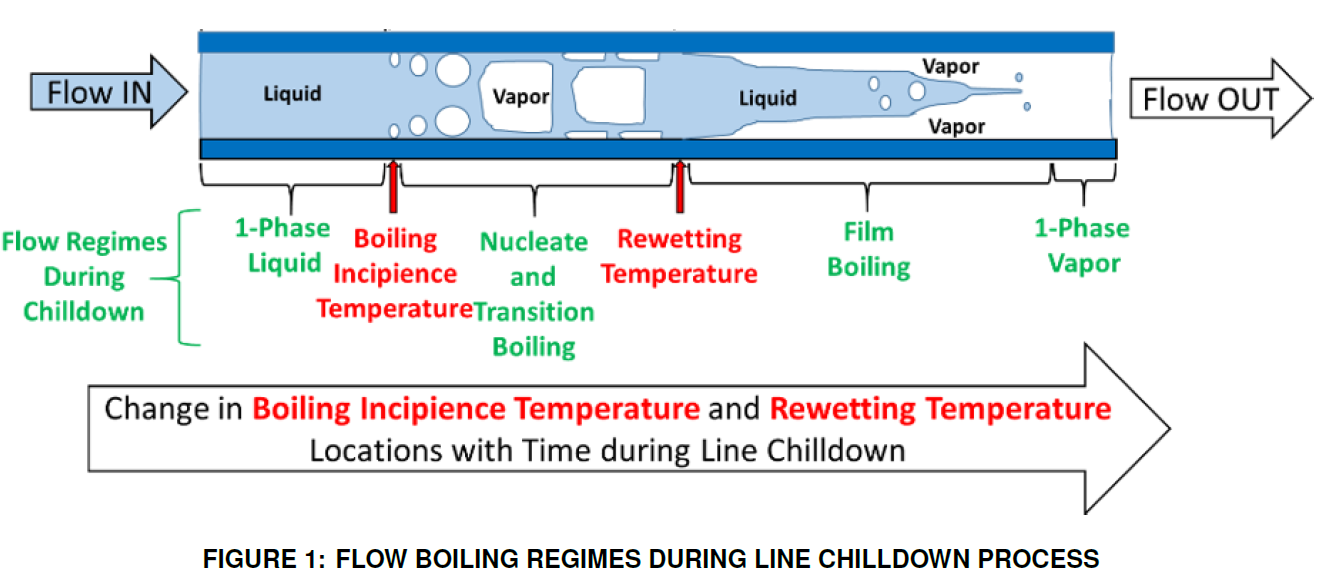 Flow IN
Liquid
Vapor
Liquid
Vapor
Vapor
Flow OUT
Flow Regimes
During
Chilldown
1-Phase
Liquid
Boiling
Incipience
Temperature
Nucleate
and
Transition
Boiling
Rewetting
Temperature
Film
Boiling
1-Phase
Vapor
Change in Boiling Incipience Temperature and Rewetting Temperature
Locations with Time during Line Chilldown
FIGURE 1: FLOW BOILING REGIMES DURING LINE CHILLDOWN PROCESS